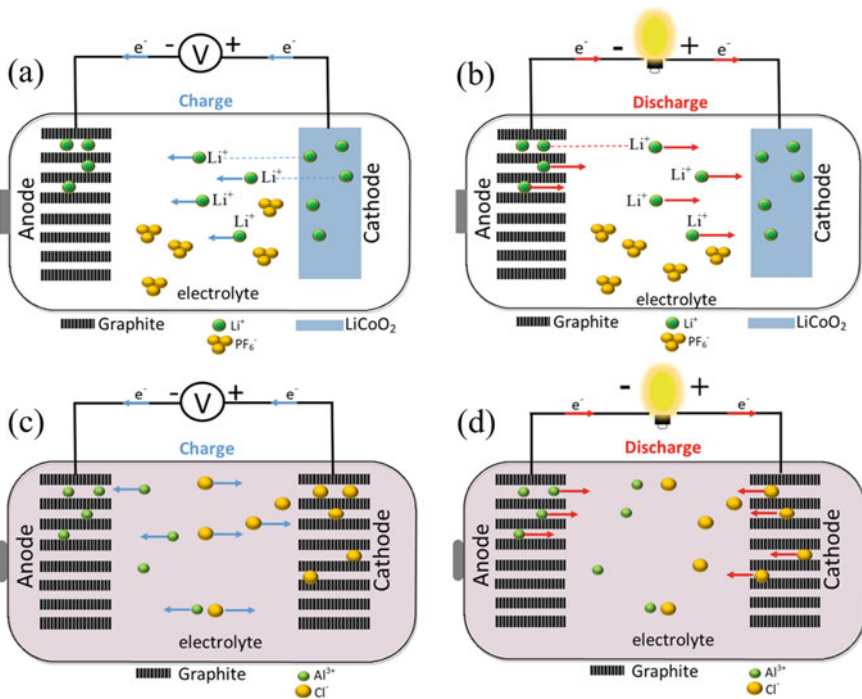 (a)
e⁻
-
V
+
e⁻
Charge
Li⁺
Li⁺
Li⁺
Li⁺
Anode
Cathode
electrolyte
Graphite
Li⁺
PF₆⁻
LiCoO₂
(b)
e⁻
-
+
e⁻
Discharge
Li⁺
Li⁺
Li⁺
Li⁺
Anode
Cathode
electrolyte
Graphite
Li⁺
PF₆⁻
LiCoO₂
(c)
e⁻
-
V
+
e⁻
Charge
Anode
Cathode
electrolyte
Graphite
Al³⁺
Cl⁻
(d)
e⁻
-
+
e⁻
Discharge
Anode
Cathode
electrolyte
Graphite
Al³⁺
Cl⁻